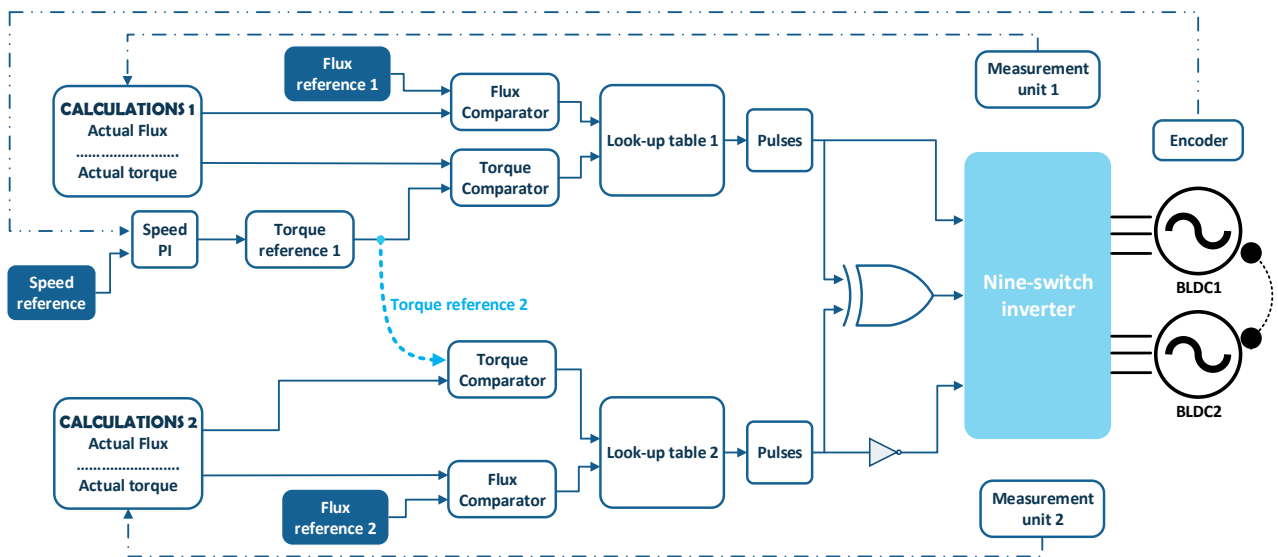 Flux
reference 1
Measurement
unit 1
CALCULATIONS 1
Actual Flux
............................
Actual torque
Flux
Comparator
Look-up table 1
Pulses
Encoder
Torque
Comparator
Speed
PI
Torque
reference 1
Speed
reference
Torque reference 2
Nine-switch
inverter
BLDC1
Torque
Comparator
BLDC2
CALCULATIONS 2
Actual Flux
............................
Actual torque
Look-up table 2
Pulses
Flux
Comparator
Flux
reference 2
Measurement
unit 2